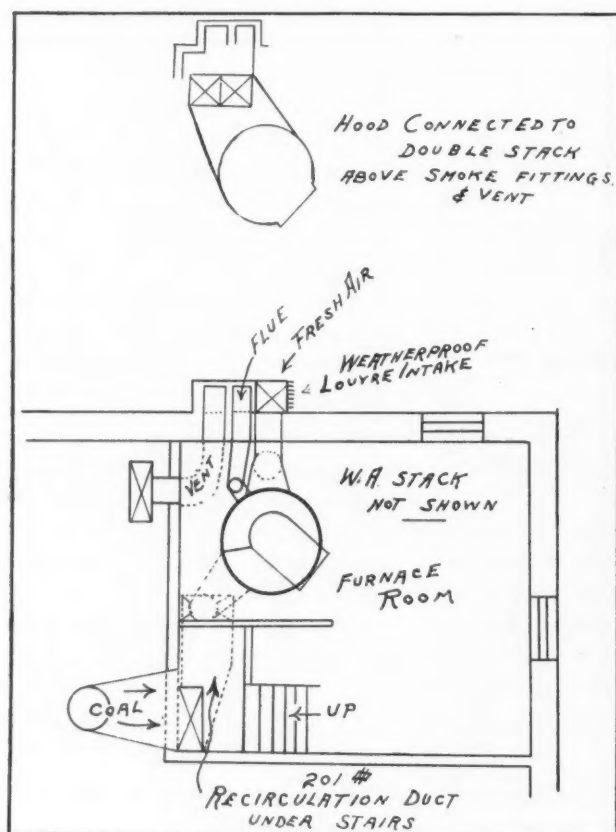 HOOD CONNECTED TO
DOUBLE STACK
ABOVE SMOKE FITTINGS
& VENT
FLUE
FRESH AIR
WEATHERPROOF
LOUVRE INTAKE
VENT
W.A. STACK
NOT SHOWN
FURNACE
ROOM
COAL
UP
201 #
RECIRCULATION DUCT
UNDER STAIRS